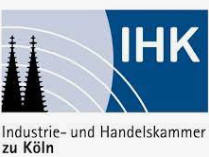 IHK
Industrie- und Handelskammer
zu Köln